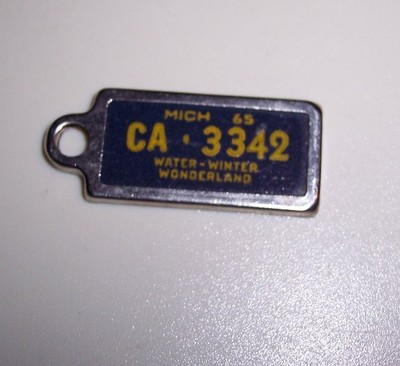 MICH 65
CA · 3342
WATER-WINTER
WONDERLAND